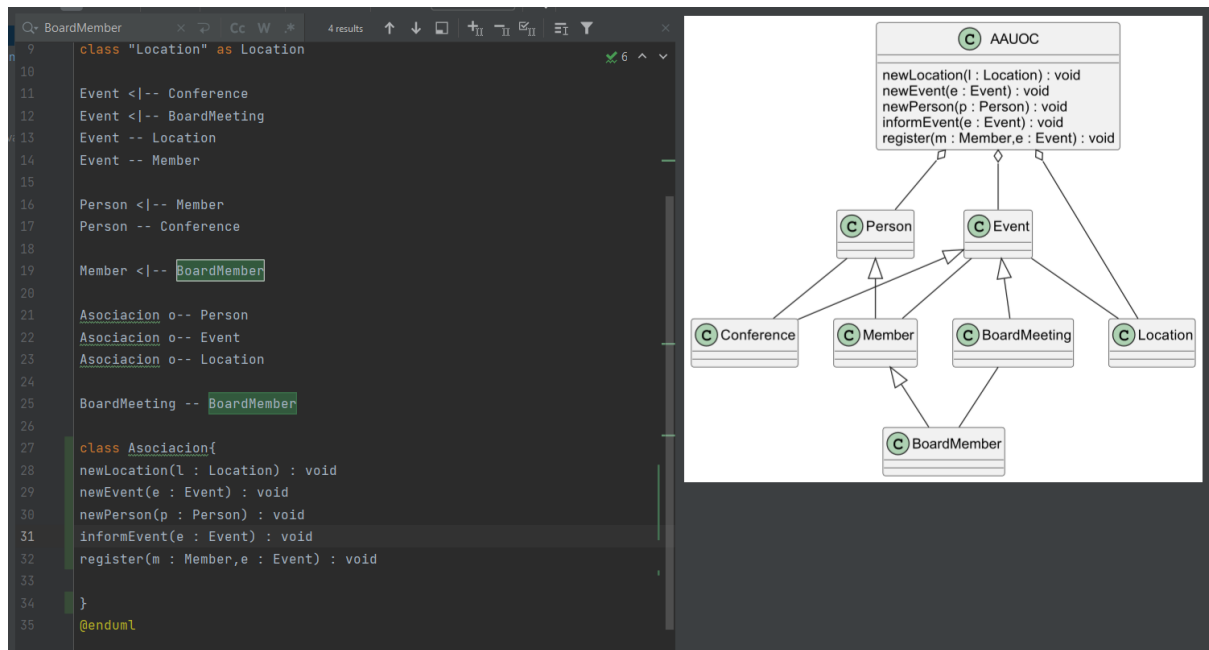 BoardMember
Cc W .*
4 results
9 class "Location" as Location
10
11 Event <|-- Conference
12 Event <|-- BoardMeeting
13 Event -- Location
14 Event -- Member
15
16 Person <|-- Member
17 Person -- Conference
18
19 Member <|-- BoardMember
20
21 Asociacion o-- Person
22 Asociacion o-- Event
23 Asociacion o-- Location
24
25 BoardMeeting -- BoardMember
26
27 class Asociacion{
28 newLocation(l : Location) : void
29 newEvent(e : Event) : void
30 newPerson(p : Person) : void
31 informEvent(e : Event) : void
32 register(m : Member,e : Event) : void
33
34 }
35 @enduml
6
C AAUOC
newLocation(l : Location) : void
newEvent(e : Event) : void
newPerson(p : Person) : void
informEvent(e : Event) : void
register(m : Member,e : Event) : void
C Person
C Event
C Conference
C Member
C BoardMeeting
C Location
C BoardMember